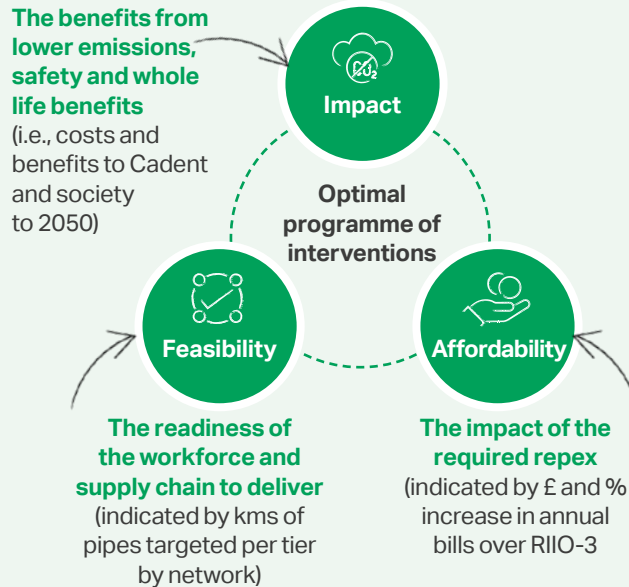 The benefits from
lower emissions,
safety and whole
life benefits
(i.e., costs and
benefits to Cadent
and society
to 2050)
CO₂
Impact
Optimal
programme of
interventions
Feasibility
Affordability
The readiness of
the workforce and
supply chain to deliver
(indicated by kms of
pipes targeted per tier
by network)
The impact of the
required repex
(indicated by £ and %
increase in annual
bills over RIIO-3